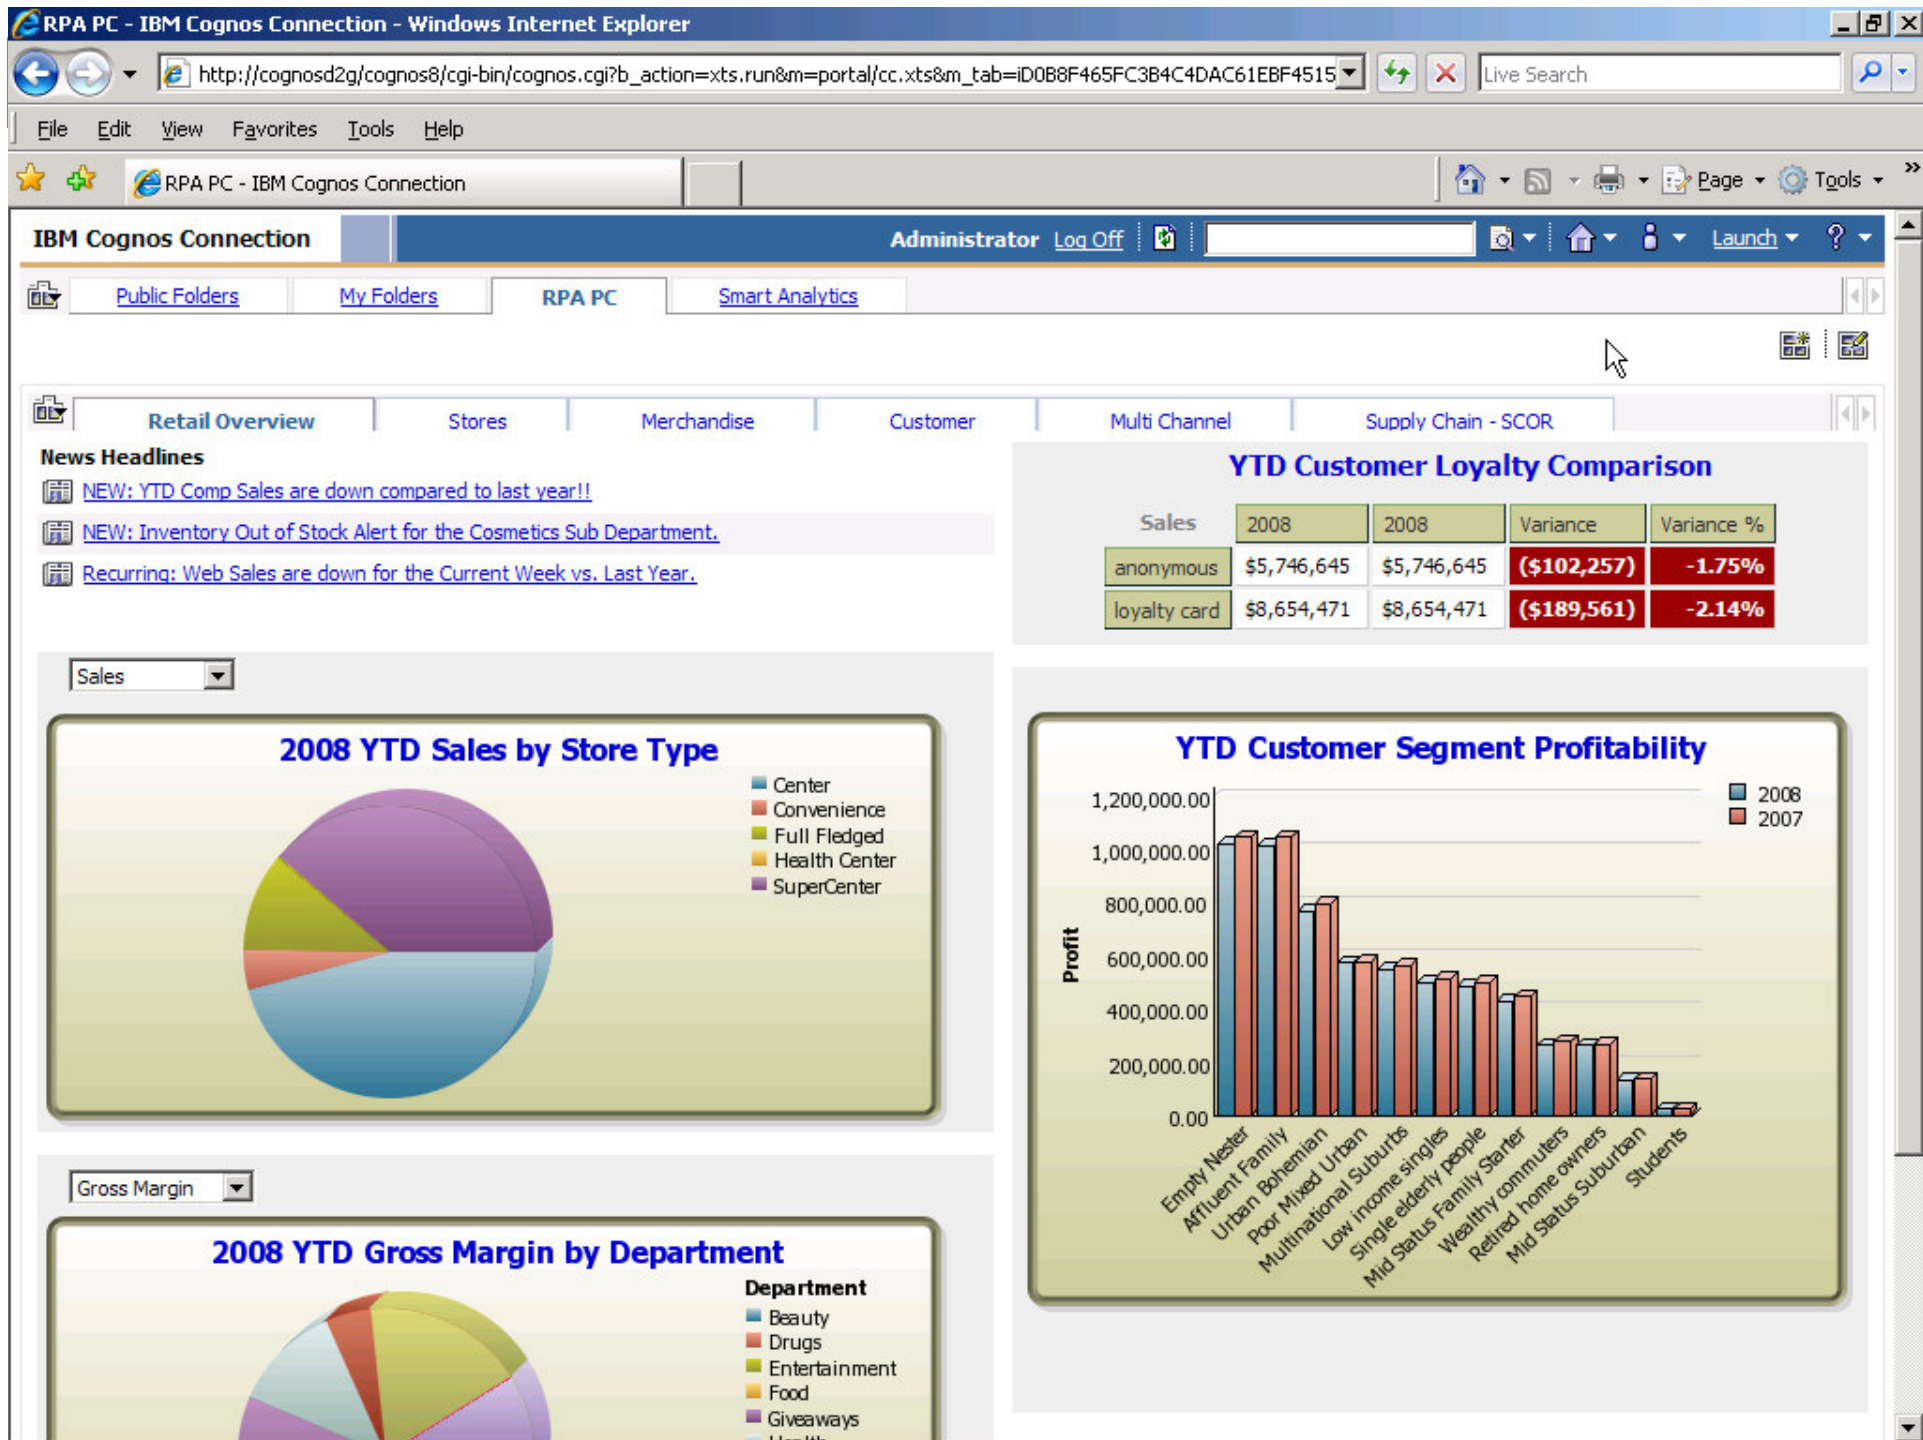 RPA PC - IBM Cognos Connection - Windows Internet Explorer
http://cognosd2g/cognos8/cgi-bin/cognos.cgi?b_action=xts.run&m=portal/cc.xts&m_tab=iD0B8F465FC3B4C4DAC61EBF4515
Live Search
File Edit View Favorites Tools Help
RPA PC - IBM Cognos Connection
Page Tools »
IBM Cognos Connection
Administrator Log Off
Launch ?
Public Folders My Folders RPA PC Smart Analytics
Retail Overview Stores Merchandise Customer Multi Channel Supply Chain - SCOR
News Headlines
NEW: YTD Comp Sales are down compared to last year!!
NEW: Inventory Out of Stock Alert for the Cosmetics Sub Department.
Recurring: Web Sales are down for the Current Week vs. Last Year.
YTD Customer Loyalty Comparison
Sales 2008 2008 Variance Variance %
anonymous $5,746,645 $5,746,645 ($102,257) -1.75%
loyalty card $8,654,471 $8,654,471 ($189,561) -2.14%
Sales
2008 YTD Sales by Store Type
Center
Convenience
Full Fledged
Health Center
SuperCenter
YTD Customer Segment Profitability
2008
2007
Profit
1,200,000.00
1,000,000.00
800,000.00
600,000.00
400,000.00
200,000.00
0.00
Empty Nester
Affluent Family
Urban Bohemian
Poor Mixed Urban
Multinational Suburbs
Low income singles
Single elderly people
Mid Status Family Starter
Wealthy commuters
Retired home owners
Mid Status Suburban
Students
Gross Margin
2008 YTD Gross Margin by Department
Department
Beauty
Drugs
Entertainment
Food
Giveaways